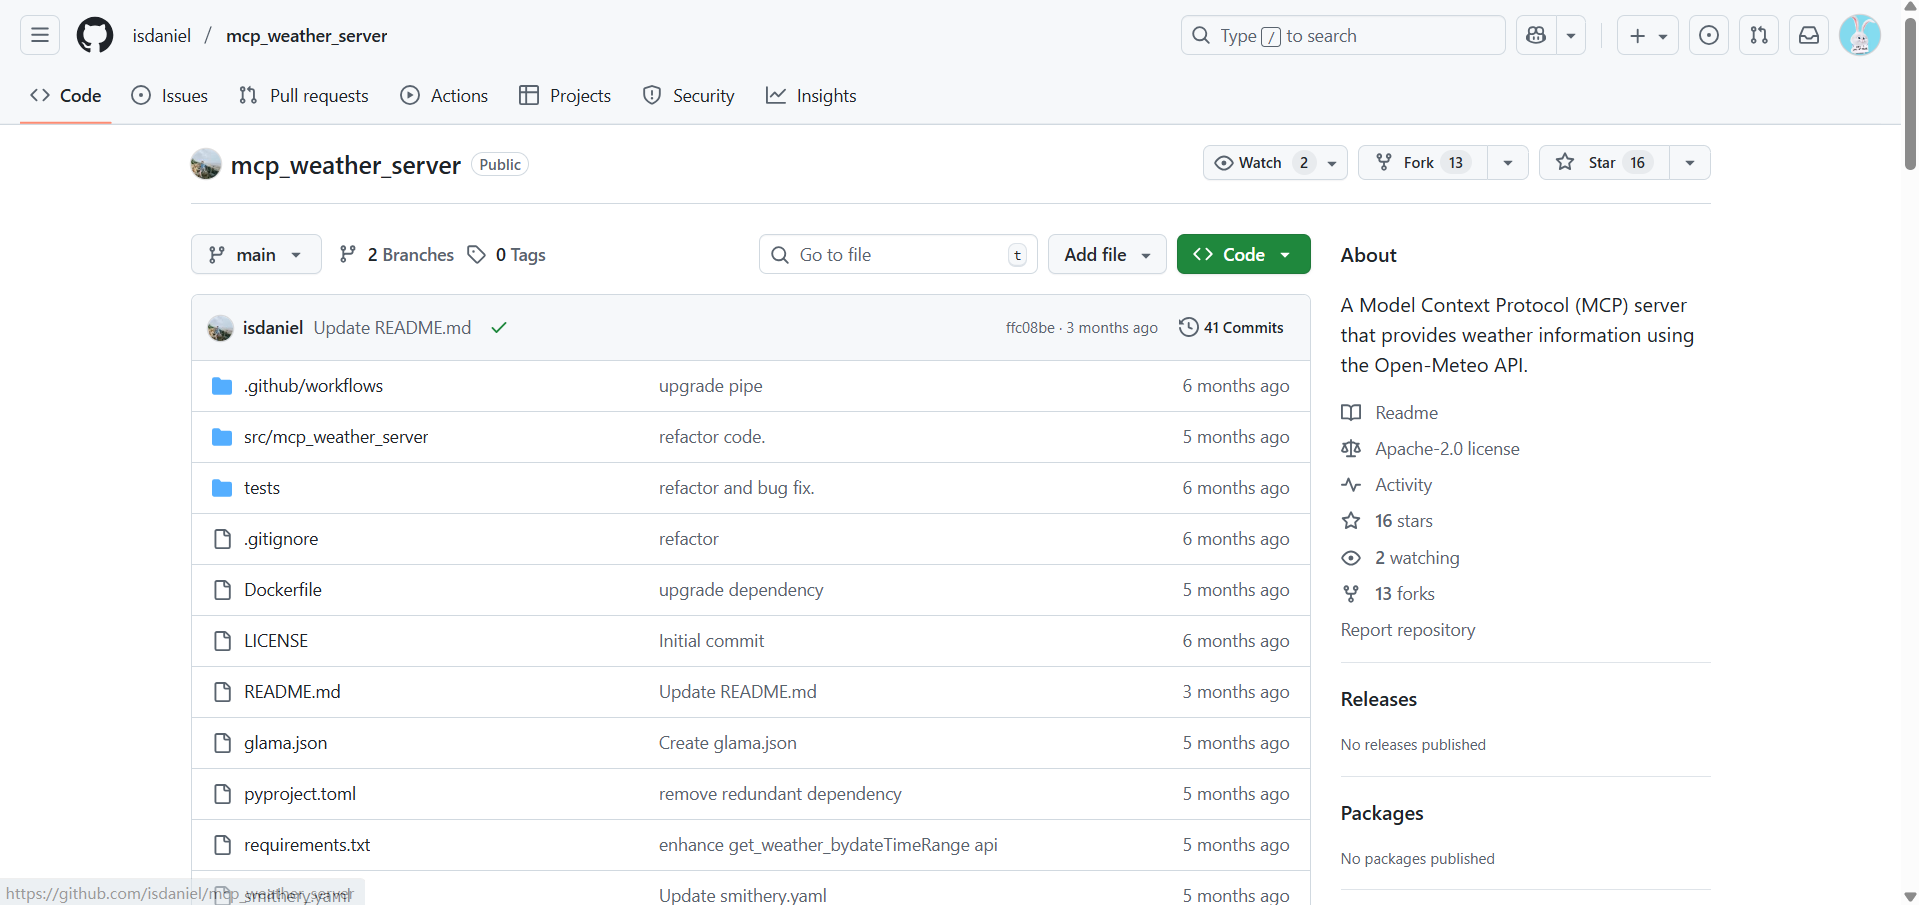 isdaniel / mcp_weather_server
Type / to search
Code Issues Pull requests Actions Projects Security Insights
mcp_weather_server Public
Watch 2 Fork 13 Star 16
main 2 Branches 0 Tags
Go to file t
Add file
Code
isdaniel Update README.md ffc08be · 3 months ago 41 Commits
.github/workflows upgrade pipe 6 months ago
src/mcp_weather_server refactor code. 5 months ago
tests refactor and bug fix. 6 months ago
.gitignore refactor 6 months ago
Dockerfile upgrade dependency 5 months ago
LICENSE Initial commit 6 months ago
README.md Update README.md 3 months ago
glama.json Create glama.json 5 months ago
pyproject.toml remove redundant dependency 5 months ago
requirements.txt enhance get_weather_bydateTimeRange api 5 months ago
smithery.yaml Update smithery.yaml 5 months ago
About
A Model Context Protocol (MCP) server
that provides weather information using
the Open-Meteo API.
Readme
Apache-2.0 license
Activity
16 stars
2 watching
13 forks
Report repository
Releases
No releases published
Packages
No packages published
https://github.com/isdaniel/mcp_weather_server